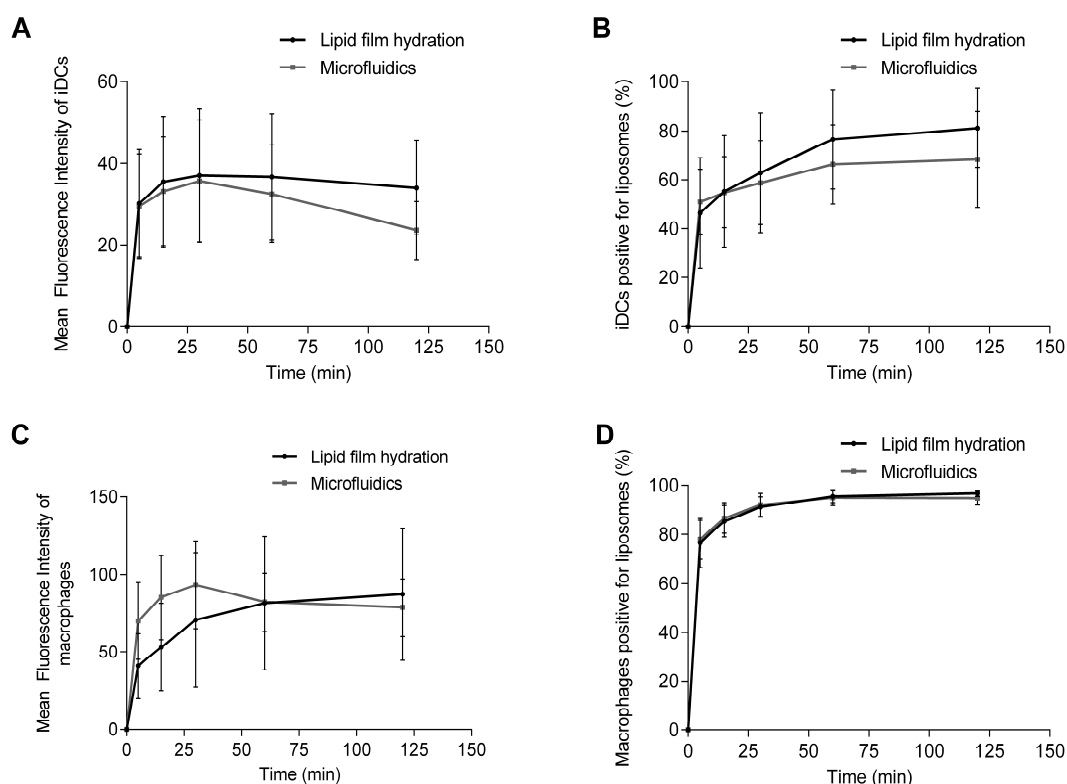 A
Lipid film hydration
Microfluidics
Mean Fluorescence Intensity of iDCs
60
40
20
0
0 25 50 75 100 125 150
Time (min)
B
Lipid film hydration
Microfluidics
iDCs positive for liposomes (%)
100
80
60
40
20
0
0 25 50 75 100 125 150
Time (min)
C
Lipid film hydration
Microfluidics
Mean Fluorescence Intensity of
macrophages
150
100
50
0
0 25 50 75 100 125 150
Time (min)
D
Lipid film hydration
Microfluidics
Macrophages positive for liposomes (%)
100
80
60
40
20
0
0 25 50 75 100 125 150
Time (min)